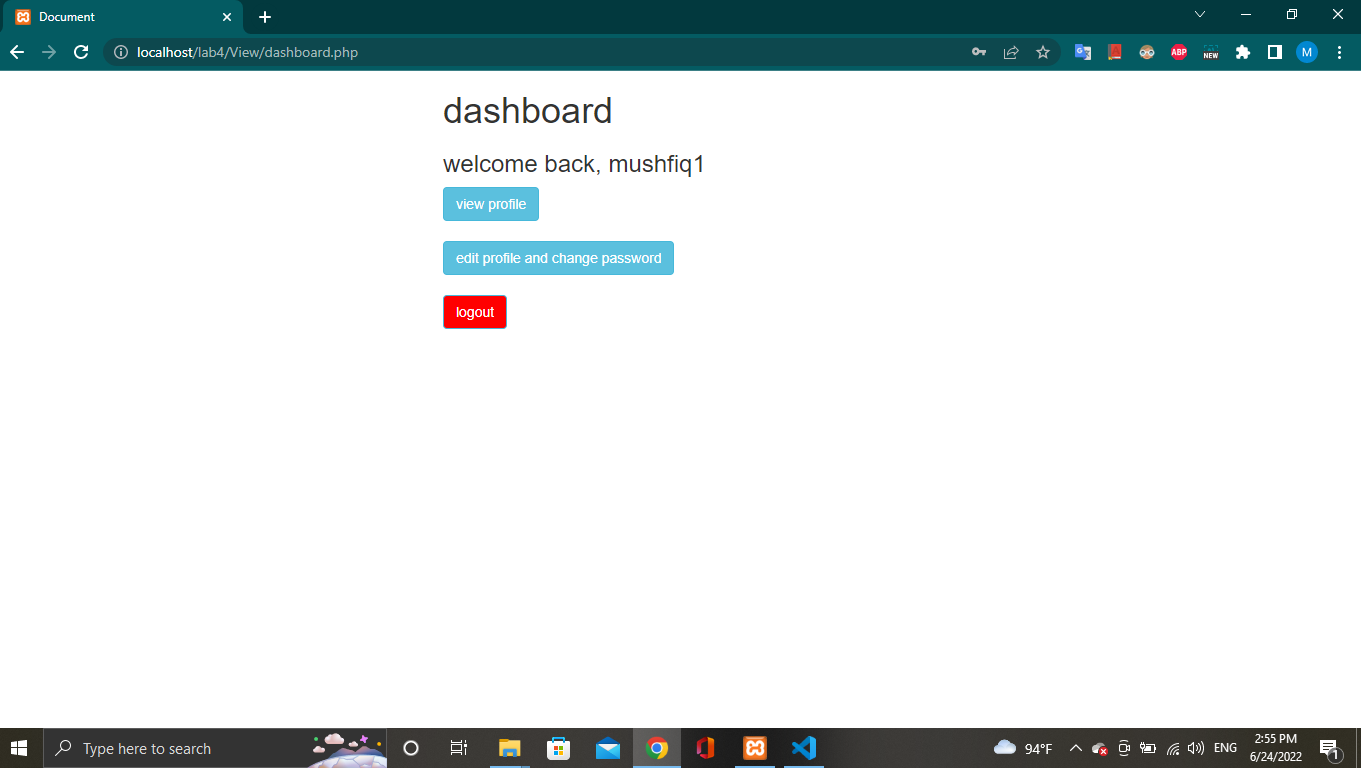 Document
localhost/lab4/View/dashboard.php
ABP
NEW
M
dashboard
welcome back, mushfiq1
view profile
edit profile and change password
logout
Type here to search
94°F
ENG
2:55 PM
6/24/2022
1